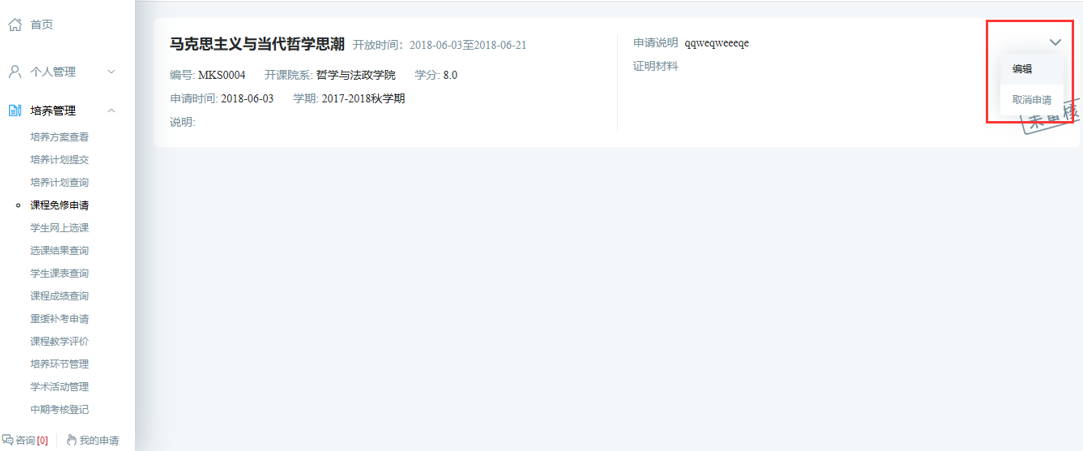 首页
个人管理
培养管理
培养方案查看
培养计划提交
培养计划查询
课程免修申请
学生网上选课
选课结果查询
学生课表查询
课程成绩查询
重缓补考申请
课程教学评价
培养环节管理
学术活动管理
中期考核登记
咨询[0] 我的申请
马克思主义与当代哲学思潮 开放时间：2018-06-03至2018-06-21
编号: MKS0004 开课院系: 哲学与法政学院 学分: 8.0
申请时间: 2018-06-03 学期: 2017-2018秋学期
说明:
申请说明 qqweqweeeqe
证明材料
编辑
取消申请
未审核